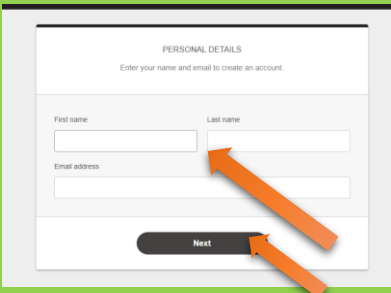 PERSONAL DETAILS
Enter your name and email to create an account.
First name Last name
Email address
Next